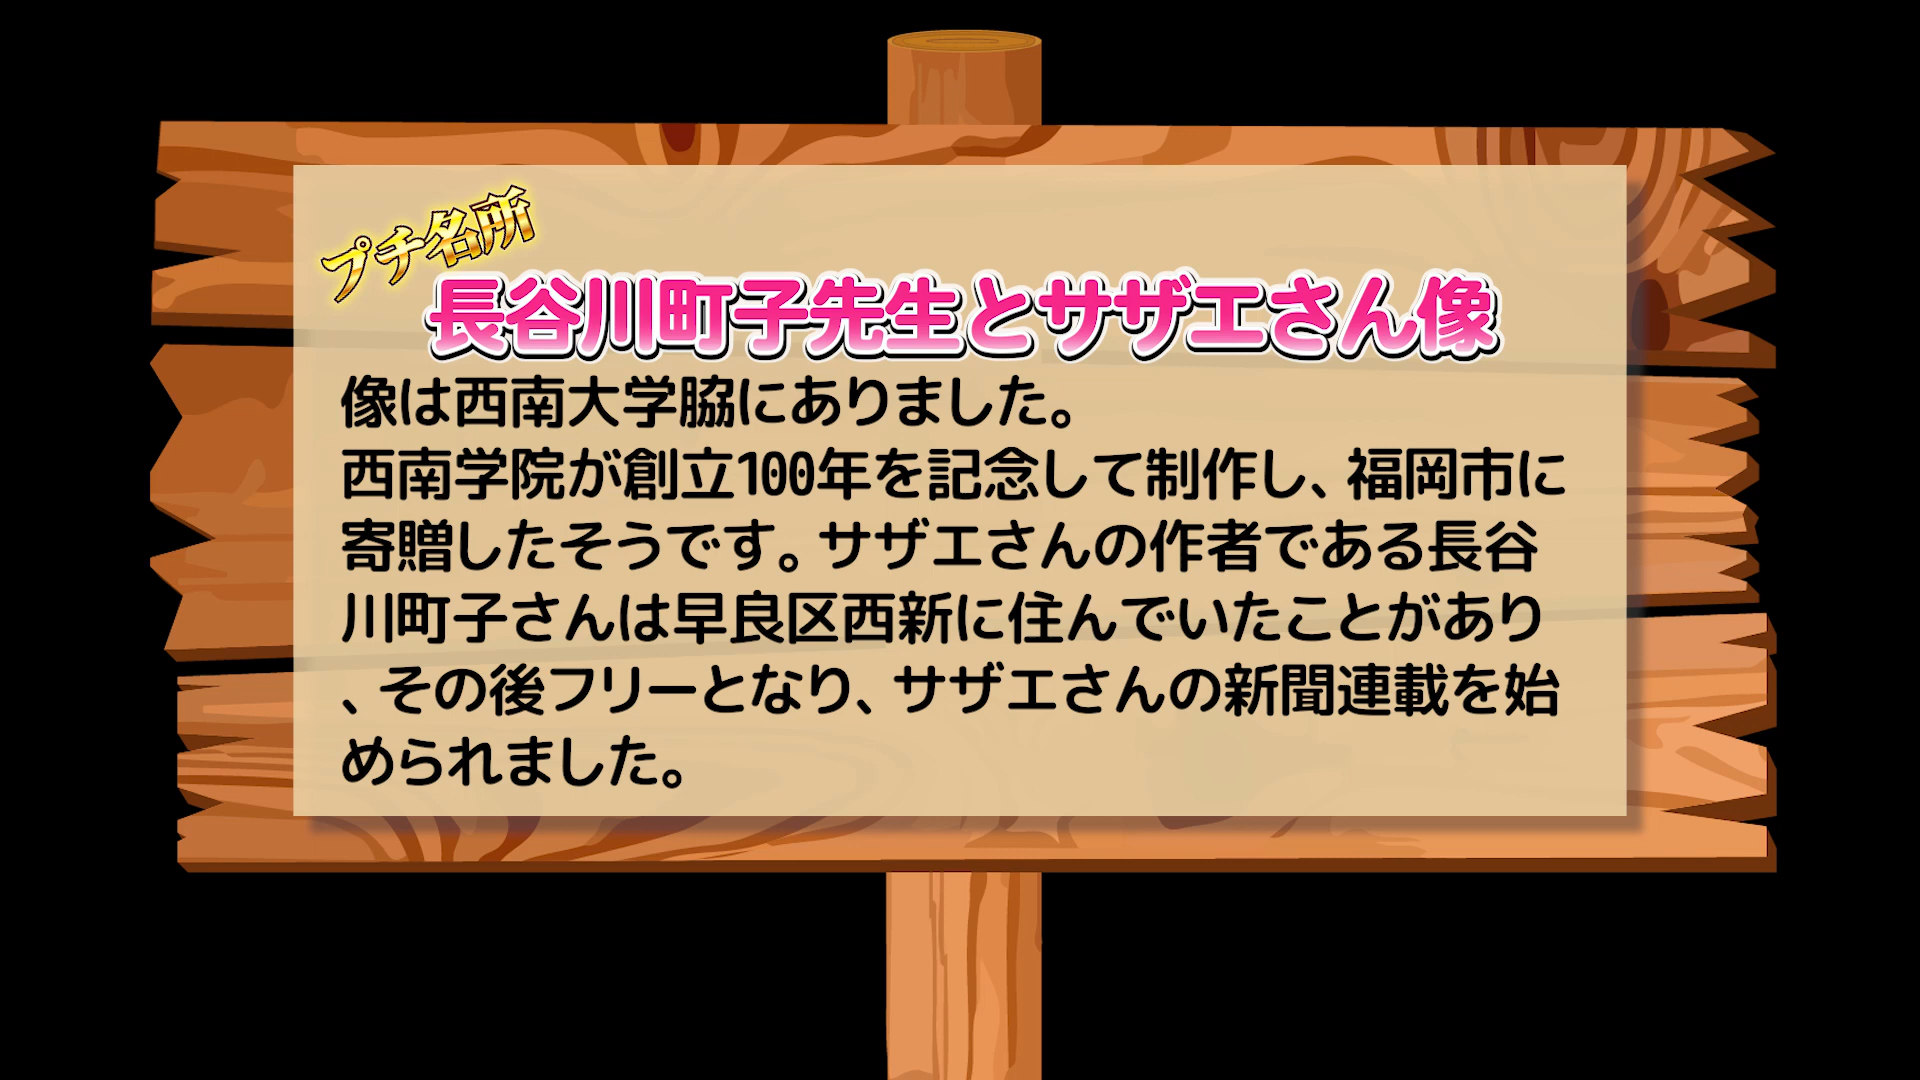 プチ名所
長谷川町子先生とサザエさん像
像は西南大学脇にありました。
西南学院が創立100年を記念して制作し、福岡市に
寄贈したそうです。サザエさんの作者である長谷
川町子さんは早良区西新に住んでいたことがあり
、その後フリーとなり、サザエさんの新聞連載を始
められました。